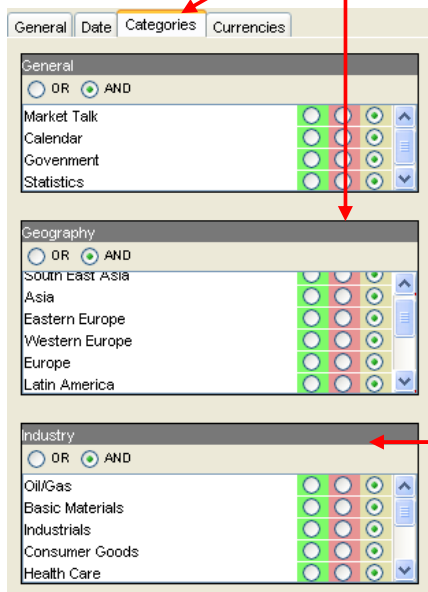 General Date Categories Currencies
General
OR AND
Market Talk
Calendar
Govenment
Statistics
Geography
OR AND
South East Asia
Asia
Eastern Europe
Western Europe
Europe
Latin America
Industry
OR AND
Oil/Gas
Basic Materials
Industrials
Consumer Goods
Health Care